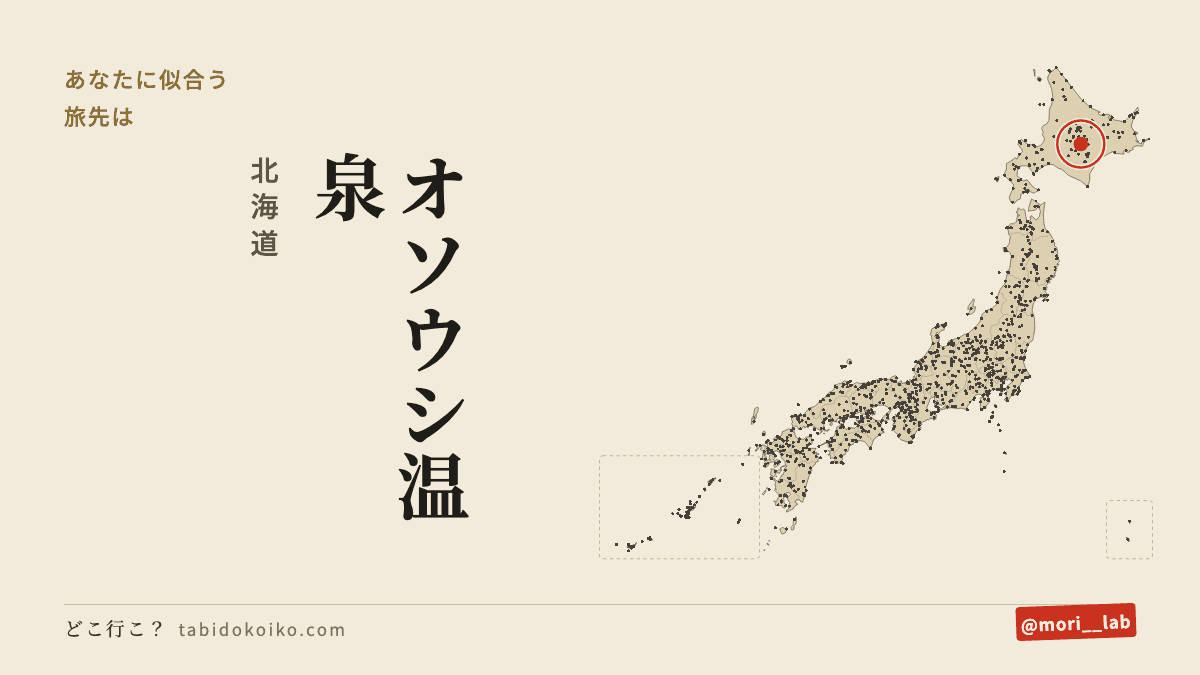 あなたに似合う
旅先は
オソウシ温
泉
北海道
どこ行こ？ tabidokoiko.com
@mori__lab